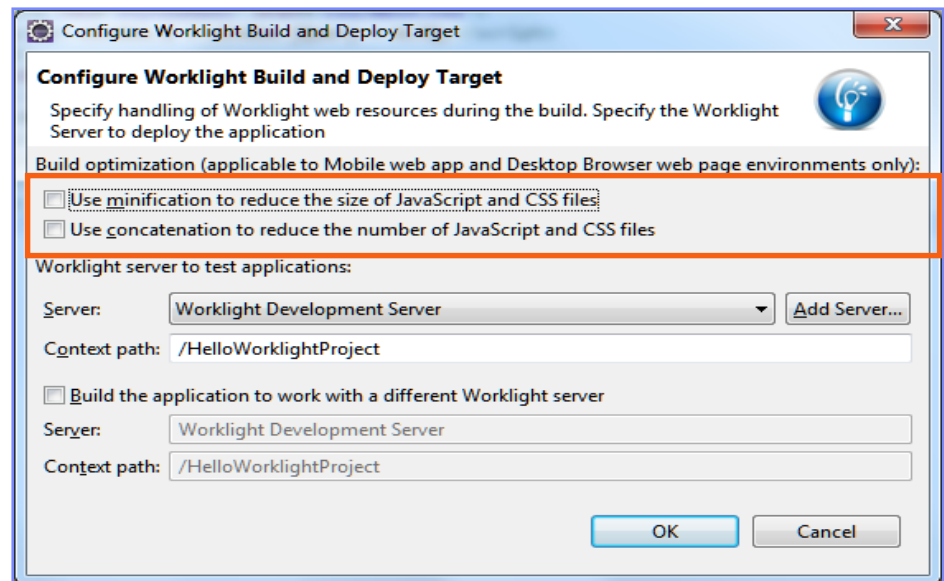 Configure Worklight Build and Deploy Target
Configure Worklight Build and Deploy Target
Specify handling of Worklight web resources during the build. Specify the Worklight
Server to deploy the application
Build optimization (applicable to Mobile web app and Desktop Browser web page environments only):
Use minification to reduce the size of JavaScript and CSS files
Use concatenation to reduce the number of JavaScript and CSS files
Worklight server to test applications:
Server: Worklight Development Server Add Server...
Context path: /HelloWorklightProject
Build the application to work with a different Worklight server
Server: Worklight Development Server
Context path: /HelloWorklightProject
OK Cancel